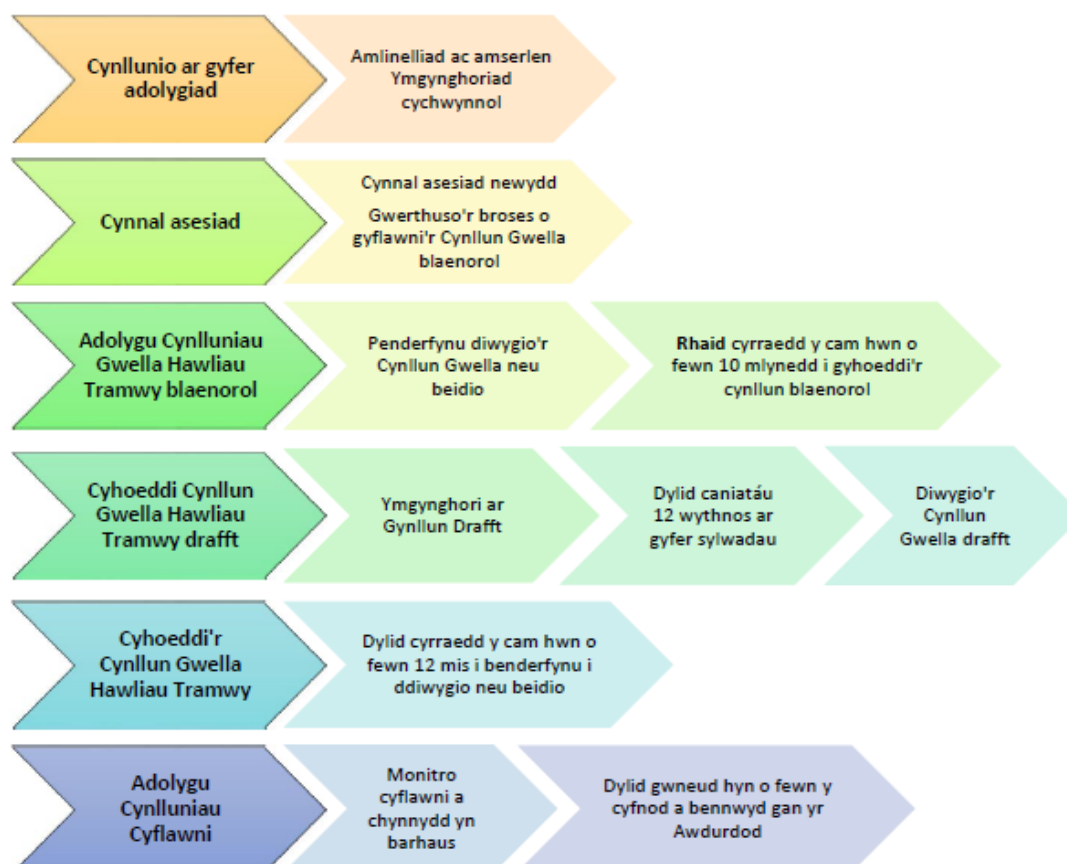 Cynllunio ar gyfer
adolygiad
Amlinelliad ac amserlen
Ymgynghoriad
cychwynnol
Cynnal asesiad
Cynnal asesiad newydd
Gwerthuso'r broses o
gyflawni'r Cynllun Gwella
blaenorol
Adolygu Cynlluniau
Gwella Hawliau
Tramwy blaenorol
Penderfynu diwygio'r
Cynllun Gwella neu
beidio
Rhaid cyrraedd y cam hwn o
fewn 10 mlynedd i gyhoeddi'r
cynllun blaenorol
Cyhoeddi Cynllun
Gwella Hawliau
Tramwy drafft
Ymgynghori ar
Gynllun Drafft
Dylid caniatáu
12 wythnos ar
gyfer sylwadau
Diwygio'r
Cynllun
Gwella drafft
Cyhoeddi'r
Cynllun Gwella
Hawliau Tramwy
Dylid cyrraedd y cam hwn o
fewn 12 mis i benderfynu i
ddiwygio neu beidio
Adolygu
Cynlluniau
Cyflawni
Monitro
cyflawni a
chynnydd yn
barhaus
Dylid gwneud hyn o fewn y
cyfnod a bennwyd gan yr
Awdurdod